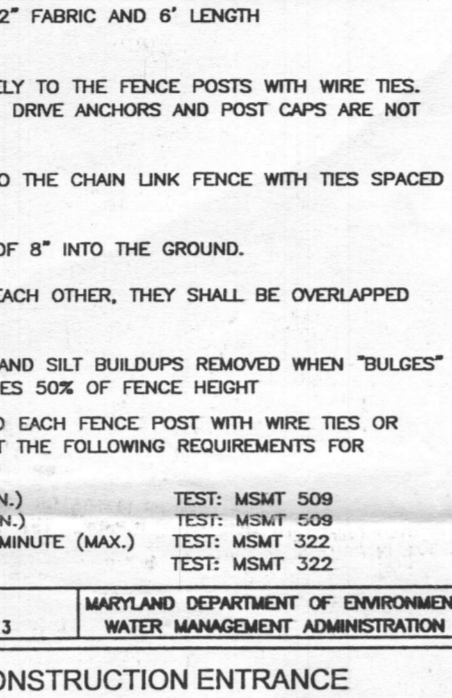 2" FABRIC AND 6' LENGTH
ELY TO THE FENCE POSTS WITH WIRE TIES.
DRIVE ANCHORS AND POST CAPS ARE NOT
O THE CHAIN LINK FENCE WITH TIES SPACED
OF 8" INTO THE GROUND.
EACH OTHER, THEY SHALL BE OVERLAPPED
AND SILT BUILDUPS REMOVED WHEN "BULGES"
ES 50% OF FENCE HEIGHT
O EACH FENCE POST WITH WIRE TIES OR
T THE FOLLOWING REQUIREMENTS FOR
N.) TEST: MSMT 509
N.) TEST: MSMT 509
MINUTE (MAX.) TEST: MSMT 322
TEST: MSMT 322
3
MARYLAND DEPARTMENT OF ENVIRONMEN
WATER MANAGEMENT ADMINISTRATION
ONSTRUCTION ENTRANCE